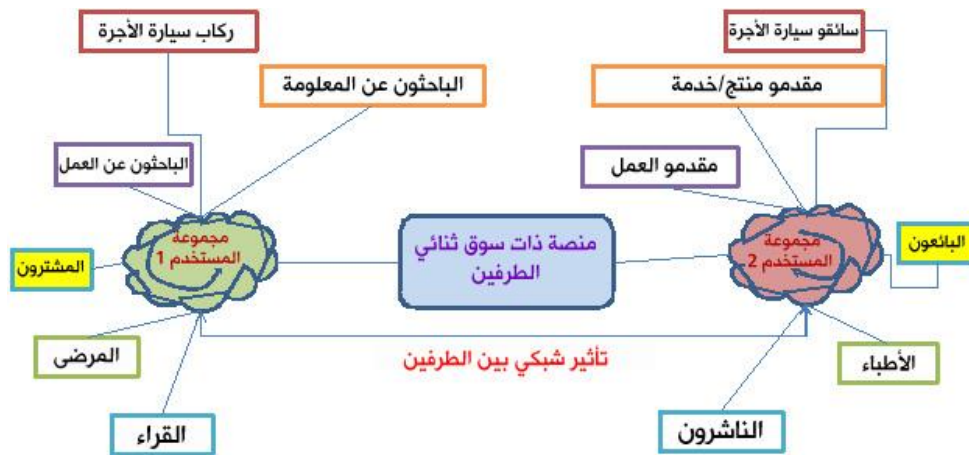 سائقو سيارة الأجرة
ركاب سيارة الأجرة
مقدمو منتج/خدمة
الباحثون عن المعلومة
مقدمو العمل
الباحثون عن العمل
البائعون
مجموعة
المستخدم 2
منصة ذات سوق ثنائي
الطرفين
مجموعة
المستخدم 1
المشترون
الأطباء
تأثير شبكي بين الطرفين
المرضى
الناشرون
القراء